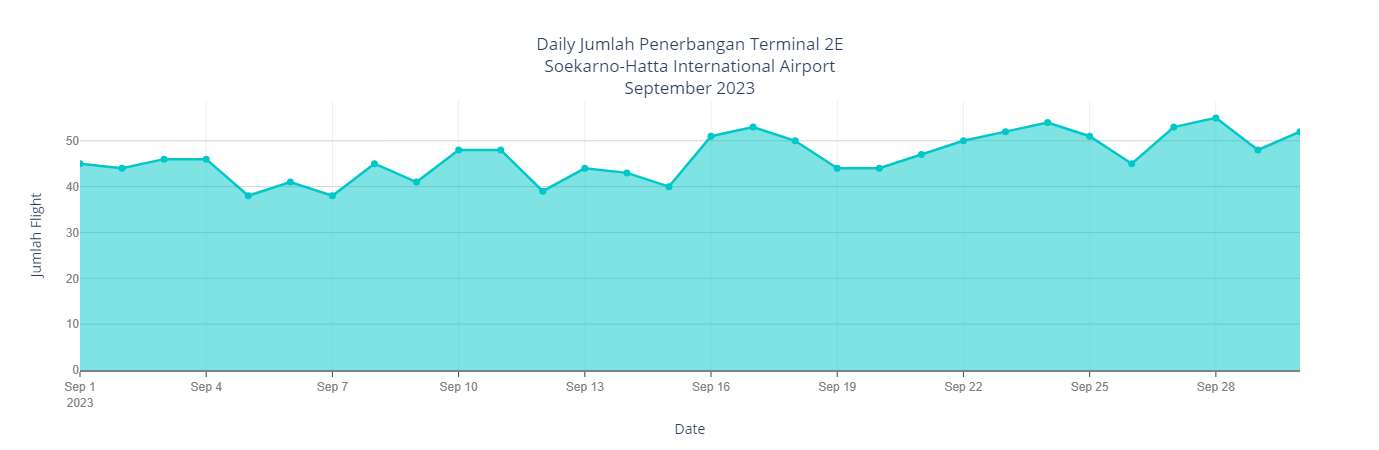 Daily Jumlah Penerbangan Terminal 2E
Soekarno-Hatta International Airport
September 2023
Jumlah Flight
50
40
30
20
10
0
Sep 1 Sep 4 Sep 7 Sep 10 Sep 13 Sep 16 Sep 19 Sep 22 Sep 25 Sep 28
2023
Date